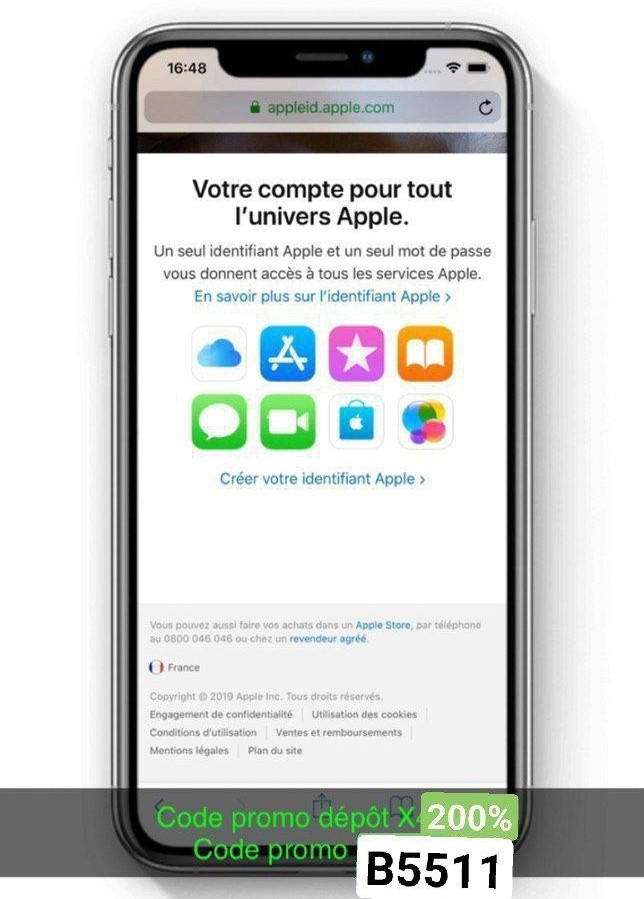 16:48
appleid.apple.com
Votre compte pour tout
l'univers Apple.
Un seul identifiant Apple et un seul mot de passe
vous donnent accès à tous les services Apple.
En savoir plus sur l'identifiant Apple >
Créer votre identifiant Apple >
Vous pouvez aussi faire vos achats dans un Apple Store, par téléphone
au 0800 046 046 ou chez un revendeur agréé.
France
Copyright © 2019 Apple Inc. Tous droits réservés.
Engagement de confidentialité | Utilisation des cookies |
Conditions d'utilisation | Ventes et remboursements |
Mentions légales | Plan du site
Code promo dépôt X 200%
Code promo B5511